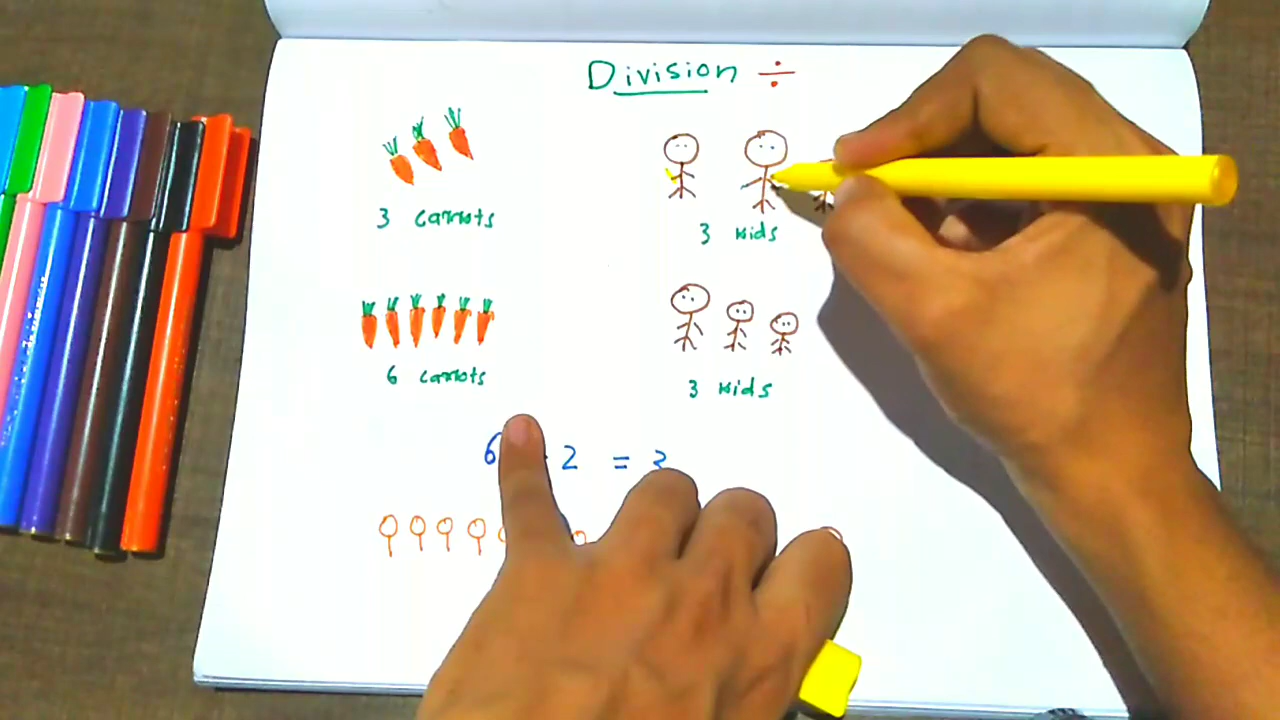 Division ÷
3 carrots
3 kids
6 carrots
3 kids
6 2 = 3